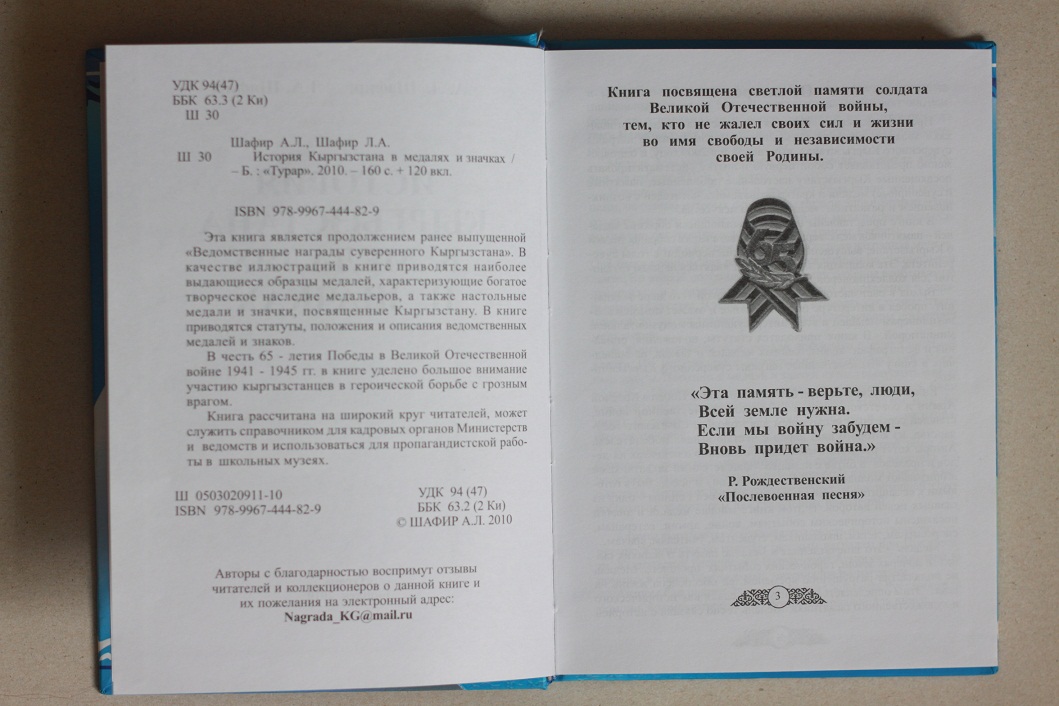 УДК 94(47)
ББК 63.3 (2 Ки)
Ш 30
Шафир А.Л., Шафир Л.А.
Ш 30 История Кыргызстана в медалях и значках /
– Б. : «Турар». 2010. – 160 с. + 120 вкл.
ISBN 978-9967-444-82-9
Эта книга является продолжением ранее выпущенной
«Ведомственные награды суверенного Кыргызстана». В
качестве иллюстраций в книге приводятся наиболее
выдающиеся образцы медалей, характеризующие богатое
творческое наследие медальеров, а также настольные
медали и значки, посвященные Кыргызстану. В книге
приводятся статуты, положения и описания ведомственных
медалей и знаков.
В честь 65 - летия Победы в Великой Отечественной
войне 1941 - 1945 гг. в книге уделено большое внимание
участию кыргызстанцев в героической борьбе с грозным
врагом.
Книга рассчитана на широкий круг читателей, может
служить справочником для кадровых органов Министерств
и ведомств и использоваться для пропагандистской рабо-
ты в школьных музеях.
Ш 0503020911-10
ISBN 978-9967-444-82-9
УДК 94 (47)
ББК 63.2 (2 Ки)
© ШАФИР А.Л. 2010
Авторы с благодарностью воспримут отзывы
читателей и коллекционеров о данной книге и
их пожелания на электронный адрес:
Nagrada_KG@mail.ru
Книга посвящена светлой памяти солдата
Великой Отечественной войны,
тем, кто не жалел своих сил и жизни
во имя свободы и независимости
своей Родины.
65
«Эта память - верьте, люди,
Всей земле нужна.
Если мы войну забудем -
Вновь придет война.»
Р. Рождественский
«Послевоенная песня»
3